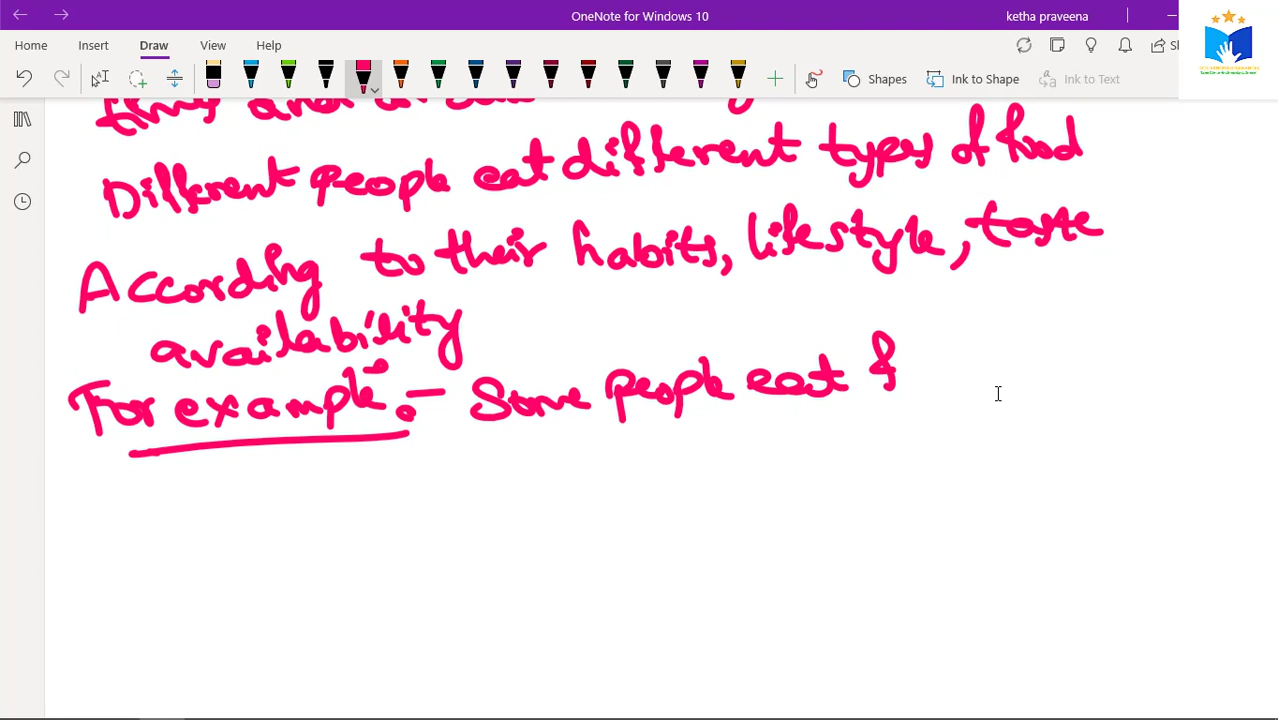 OneNote for Windows 10
ketha praveena
Home Insert Draw View Help
Shapes Ink to Shape Ink to Text
Different people eat different types of food
According to their habits, lifestyle, taste
availability
For example :- Some people eat f